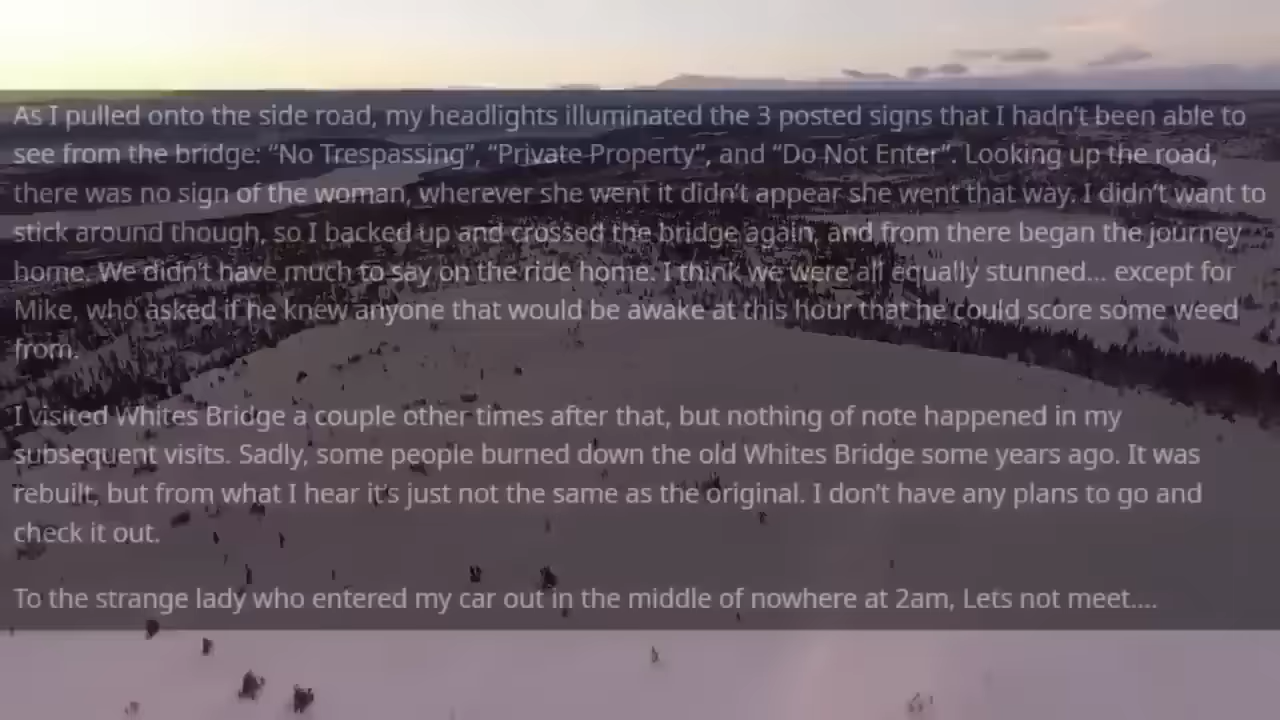 As I pulled onto the side road, my headlights illuminated the 3 posted signs that I hadn't been able to
see from the bridge: “No Trespassing”, “Private Property”, and “Do Not Enter”. Looking up the road,
there was no sign of the woman, wherever she went it didn't appear she went that way. I didn't want to
stick around though, so I backed up and crossed the bridge again, and from there began the journey
home. We didn't have much to say on the ride home. I think we were all equally stunned... except for
Mike, who asked if he knew anyone that would be awake at this hour that he could score some weed
from.
I visited Whites Bridge a couple other times after that, but nothing of note happened in my
subsequent visits. Sadly, some people burned down the old Whites Bridge some years ago. It was
rebuilt, but from what I hear it's just not the same as the original. I don't have any plans to go and
check it out.
To the strange lady who entered my car out in the middle of nowhere at 2am, Lets not meet....